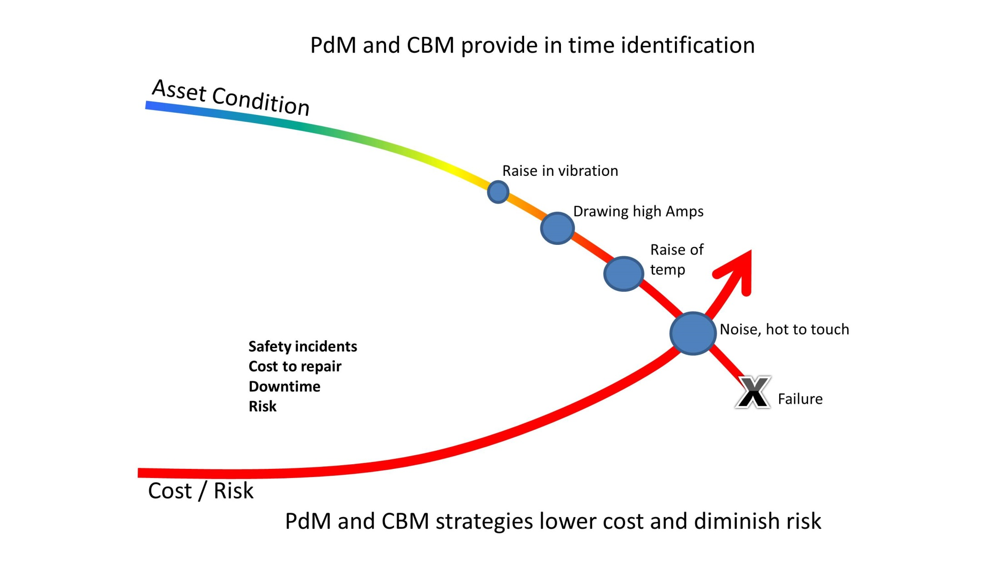 PdM and CBM provide in time identification
Asset Condition
Raise in vibration
Drawing high Amps
Raise of
temp
Noise, hot to touch
Safety incidents
Cost to repair
Downtime
Risk
X
Failure
Cost / Risk
PdM and CBM strategies lower cost and diminish risk